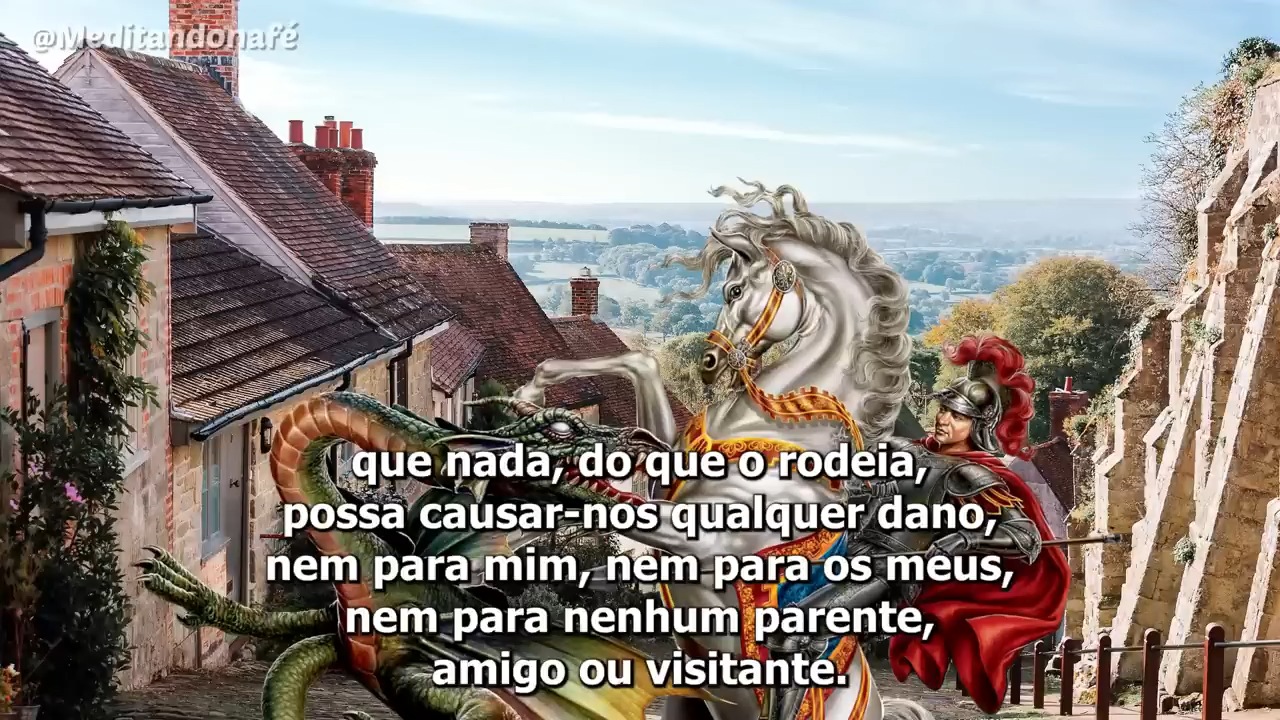 @Meditandonafé
que nada, do que o rodeia,
possa causar-nos qualquer dano,
nem para mim, nem para os meus,
nem para nenhum parente,
amigo ou visitante.